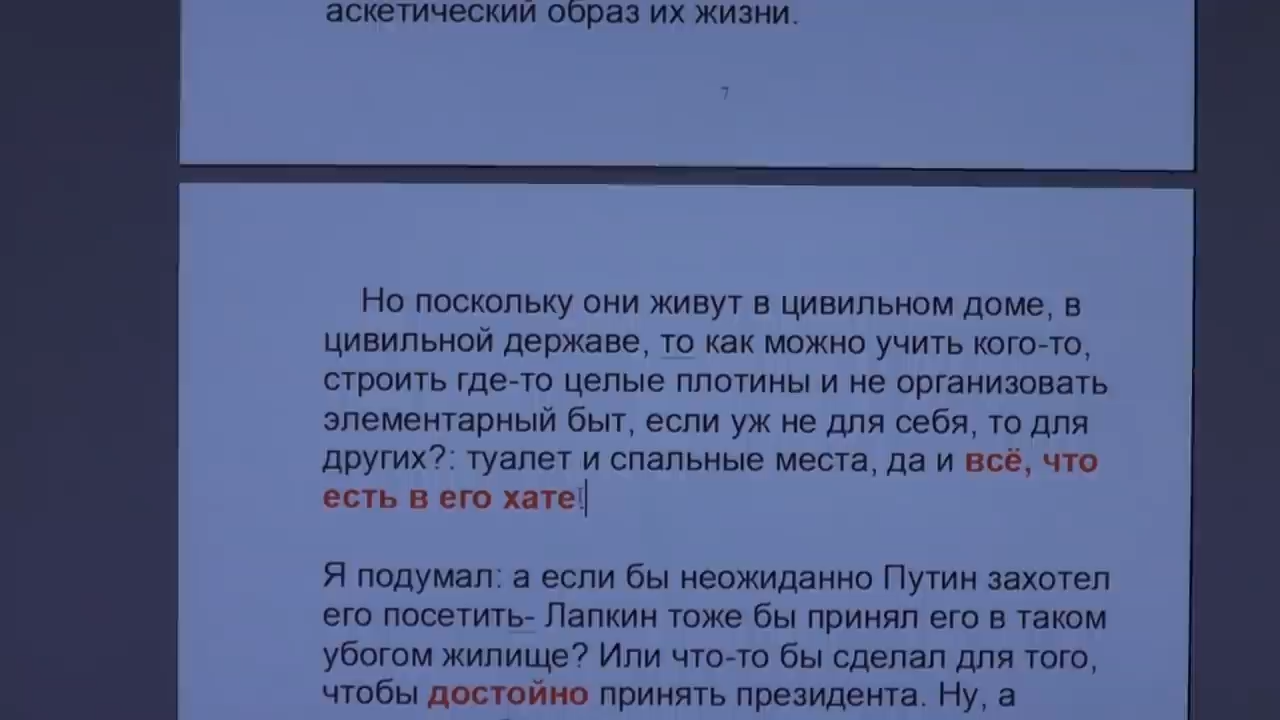 аскетический образ их жизни.
7
Но поскольку они живут в цивильном доме, в
цивильной державе, то как можно учить кого-то,
строить где-то целые плотины и не организовать
элементарный быт, если уж не для себя, то для
других?: туалет и спальные места, да и всё, что
есть в его хате.
Я подумал: а если бы неожиданно Путин захотел
его посетить- Лапкин тоже бы принял его в таком
убогом жилище? Или что-то бы сделал для того,
чтобы достойно принять президента. Ну, а